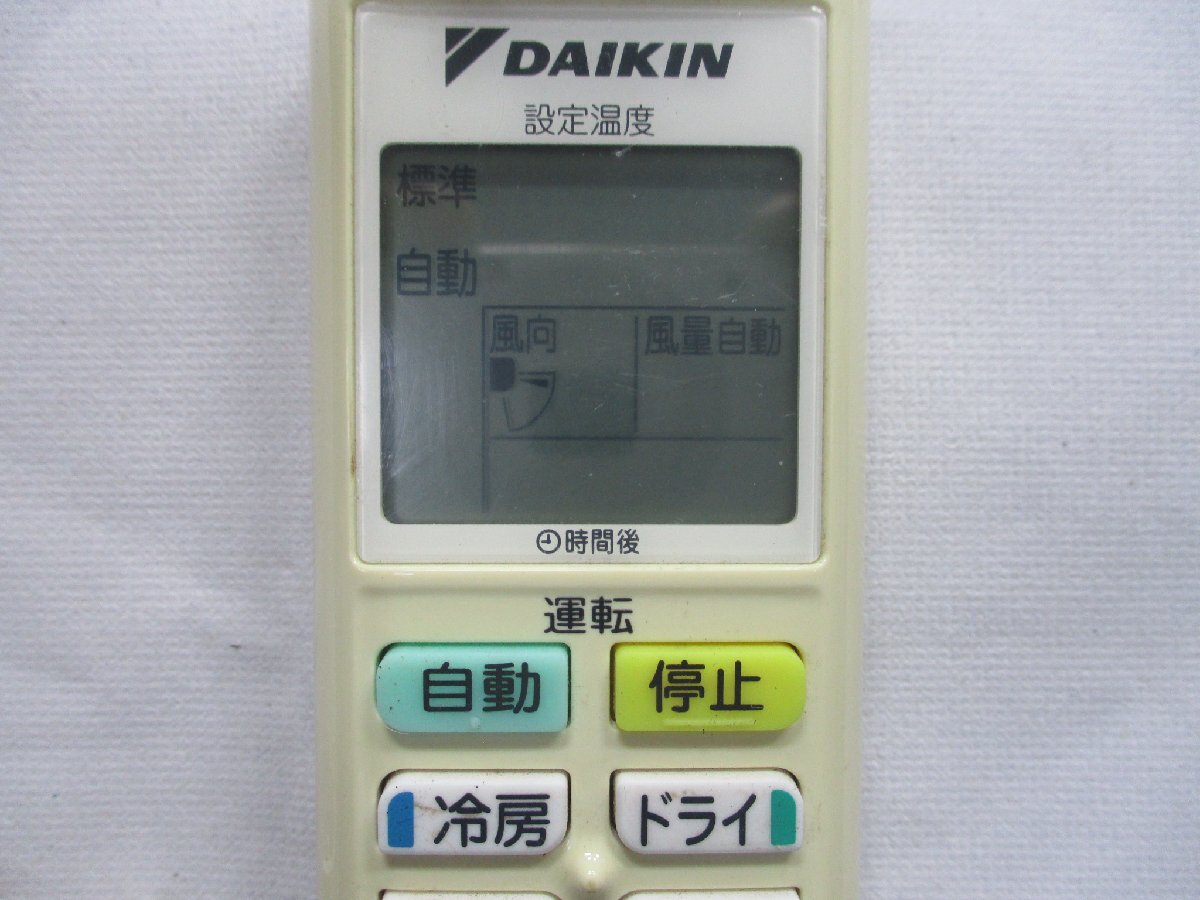 DAIKIN
設定温度
標準
自動
風向 風量自動
時間後
運転
自動 停止
冷房 ドライ